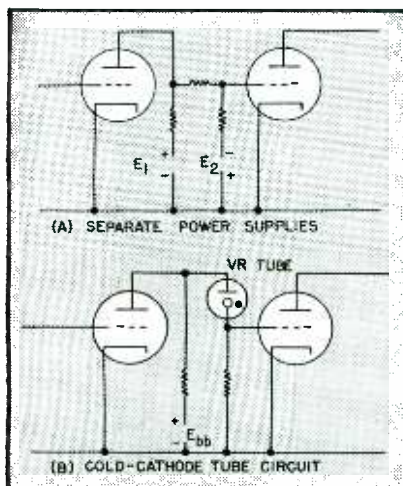 E1
E2
+
-
-
+
(A) SEPARATE POWER SUPPLIES
VR TUBE
+
-
Ebb
(B) COLD-CATHODE TUBE CIRCUIT